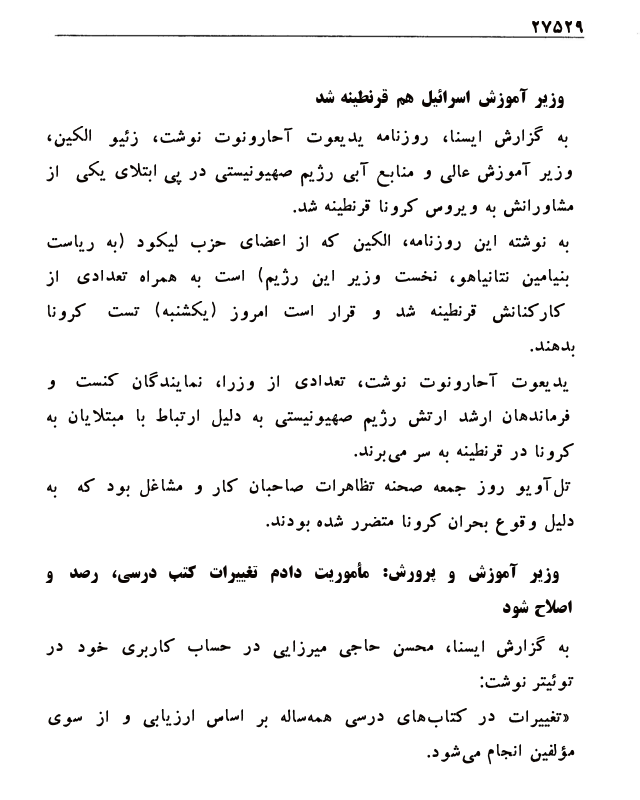 ۲۷۵۲۹
وزیر آموزش اسرائیل هم قرنطینه شد
به گزارش ایسنا، روزنامه یدیعوت آحارونوت نوشت، زئیو الکین،
وزیر آموزش عالی و منابع آبی رژیم صهیونیستی در پی ابتلای یکی از
مشاورانش به ویروس کرونا قرنطینه شد.
به نوشته این روزنامه، الکین که از اعضای حزب لیکود (به ریاست
بنیامین نتانیاهو، نخست وزیر این رژیم) است به همراه تعدادی از
کارکنانش قرنطینه شد و قرار است امروز (یکشنبه) تست کرونا
بدهند.
یدیعوت آحارونوت نوشت، تعدادی از وزرا، نمایندگان کنست و
فرماندهان ارشد ارتش رژیم صهیونیستی به دلیل ارتباط با مبتلایان به
کرونا در قرنطینه به سر می‌برند.
تل‌آویو روز جمعه صحنه تظاهرات صاحبان کار و مشاغل بود که به
دلیل وقوع بحران کرونا متضرر شده بودند.
وزیر آموزش و پرورش: مأموریت دادم تغییرات کتب درسی، رصد و
اصلاح شود
به گزارش ایسنا، محسن حاجی میرزایی در حساب کاربری خود در
توئیتر نوشت:
«تغییرات در کتاب‌های درسی همه‌ساله بر اساس ارزیابی و از سوی
مؤلفین انجام می‌شود.